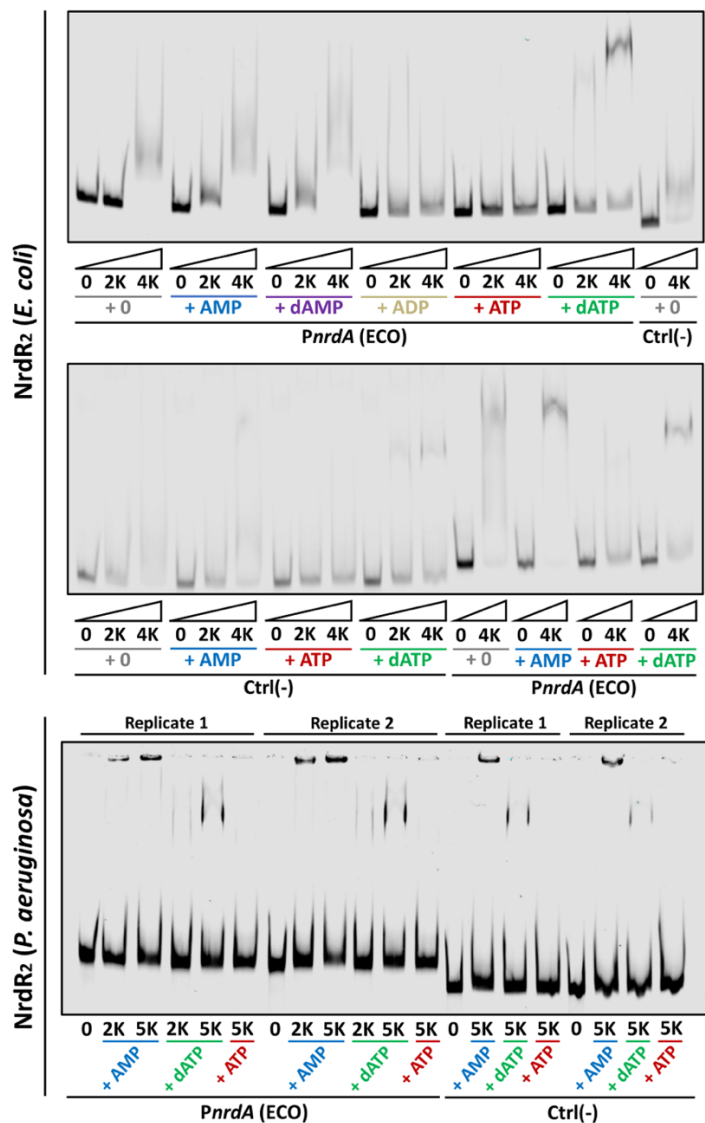 NrdR2 (E. coli)
0 2K 4K 0 2K 4K 0 2K 4K 0 2K 4K 0 2K 4K 0 2K 4K 0 4K
+ 0 + AMP + dAMP + ADP + ATP + dATP + 0
PnrdA (ECO) Ctrl(-)
0 2K 4K 0 2K 4K 0 2K 4K 0 2K 4K 0 4K 0 4K 0 4K 0 4K
+ 0 + AMP + ATP + dATP + 0 + AMP + ATP + dATP
Ctrl(-) PnrdA (ECO)
NrdR2 (P. aeruginosa)
Replicate 1 Replicate 2 Replicate 1 Replicate 2
0 2K 5K 2K 5K 5K 0 2K 5K 2K 5K 5K 0 5K 5K 5K 0 5K 5K 5K
+ AMP + dATP + ATP + AMP + dATP + ATP + AMP + dATP + ATP + AMP + dATP + ATP
PnrdA (ECO) Ctrl(-)